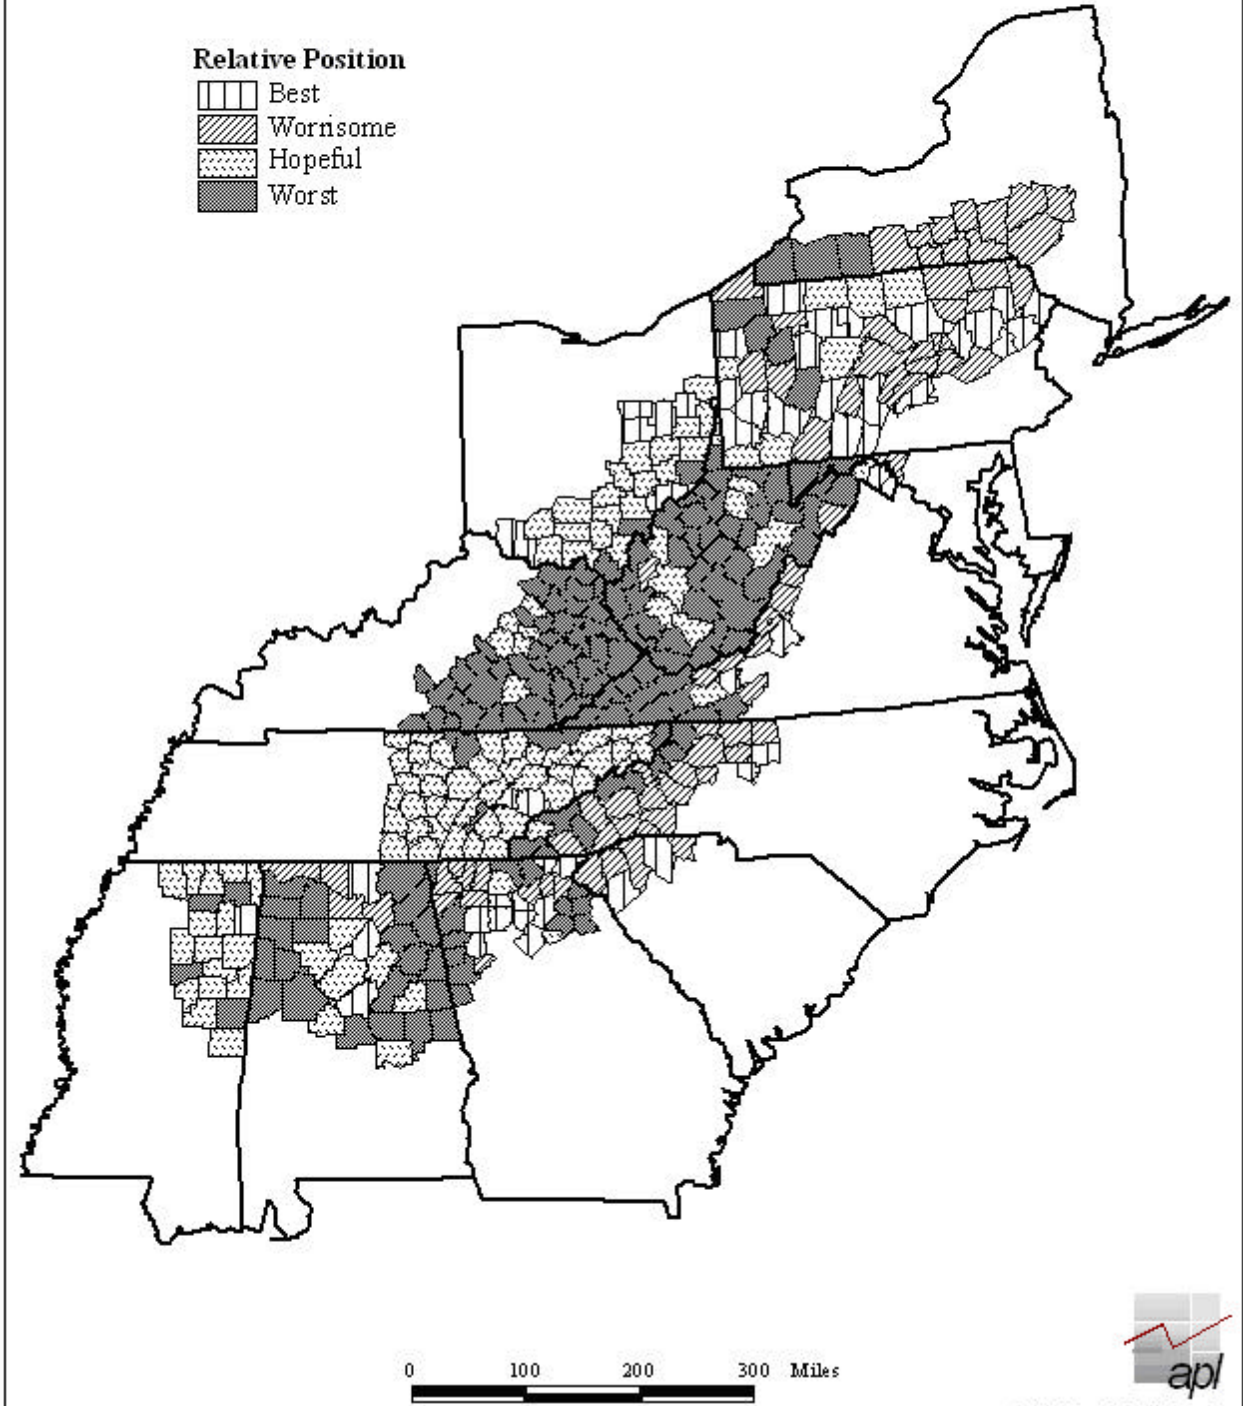 Relative Position
Best
Worrisome
Hopeful
Worst
0 100 200 300 Miles
apl